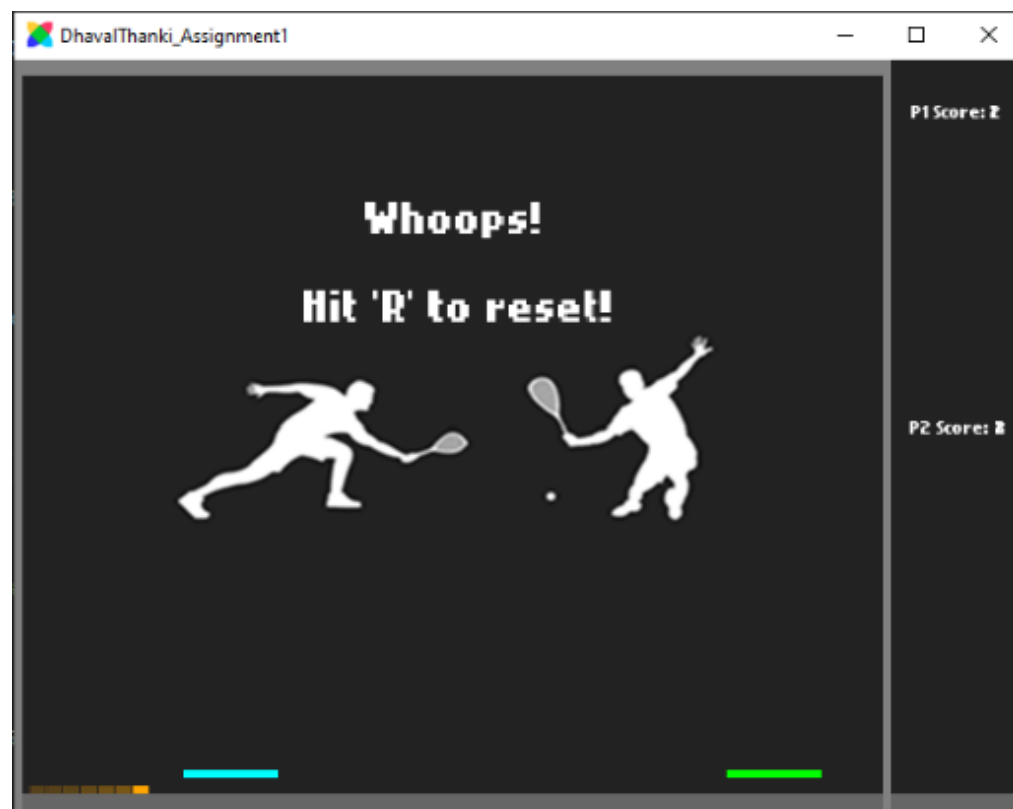 DhavalThanki_Assignment1
P1 Score:
Whoops!
Hit 'R' to reset!
P2 Score: